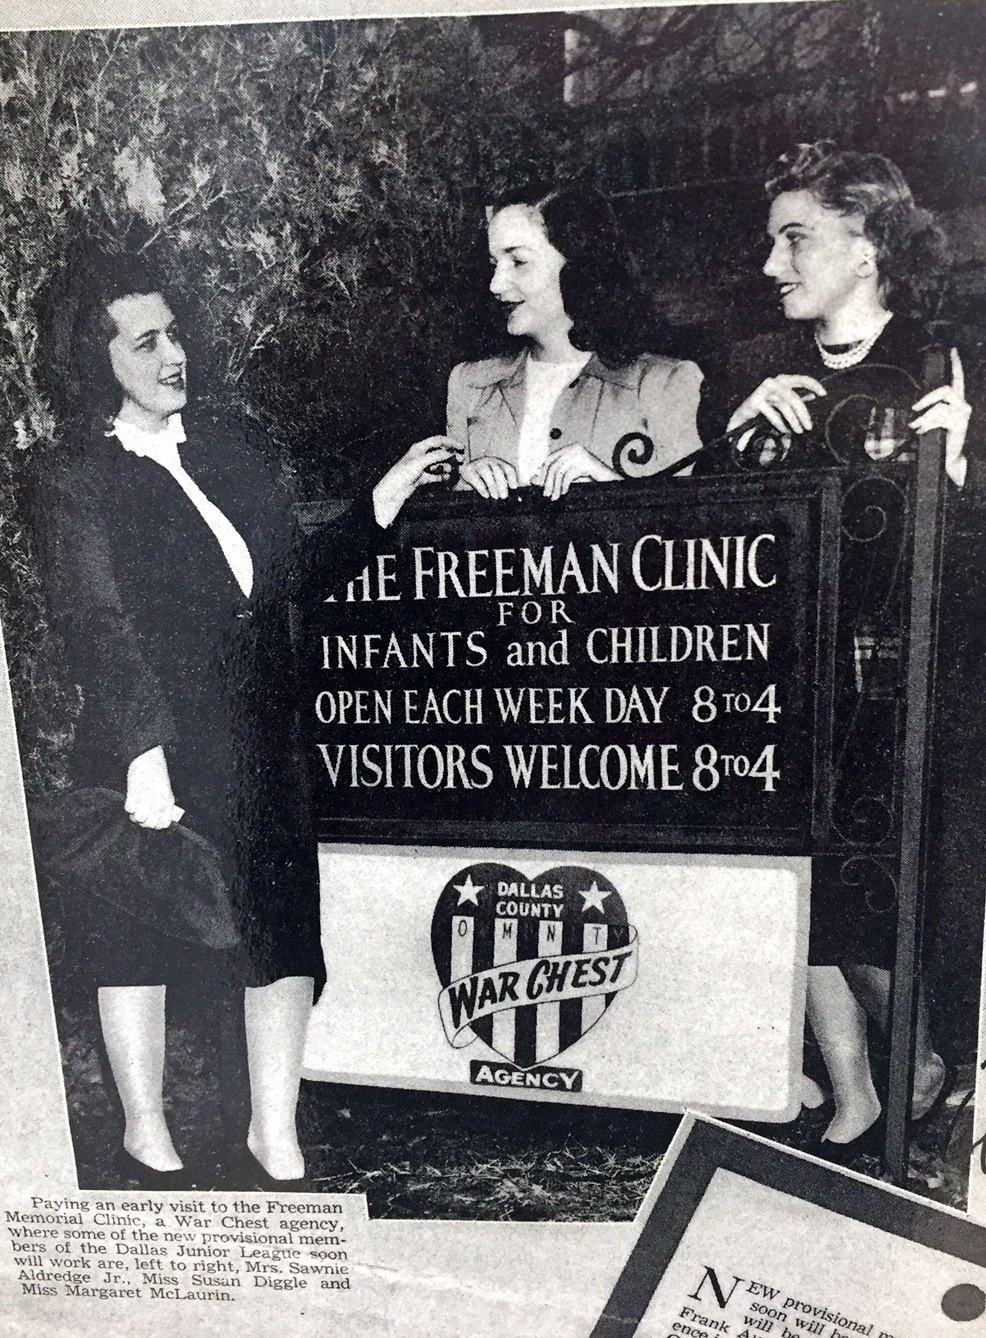 HE FREEMAN CLINIC
FOR
INFANTS and CHILDREN
OPEN EACH WEEK DAY 8 TO 4
VISITORS WELCOME 8 TO 4
DALLAS
COUNTY
O M N T Y
WAR CHEST
AGENCY
Paying an early visit to the Freeman
Memorial Clinic, a War Chest agency,
where some of the new provisional mem-
bers of the Dallas Junior League soon
will work are, left to right, Mrs. Sawnie
Aldredge Jr., Miss Susan Diggle and
Miss Margaret McLaurin.
NEW provisional
soon will be
will be
Frank
ence